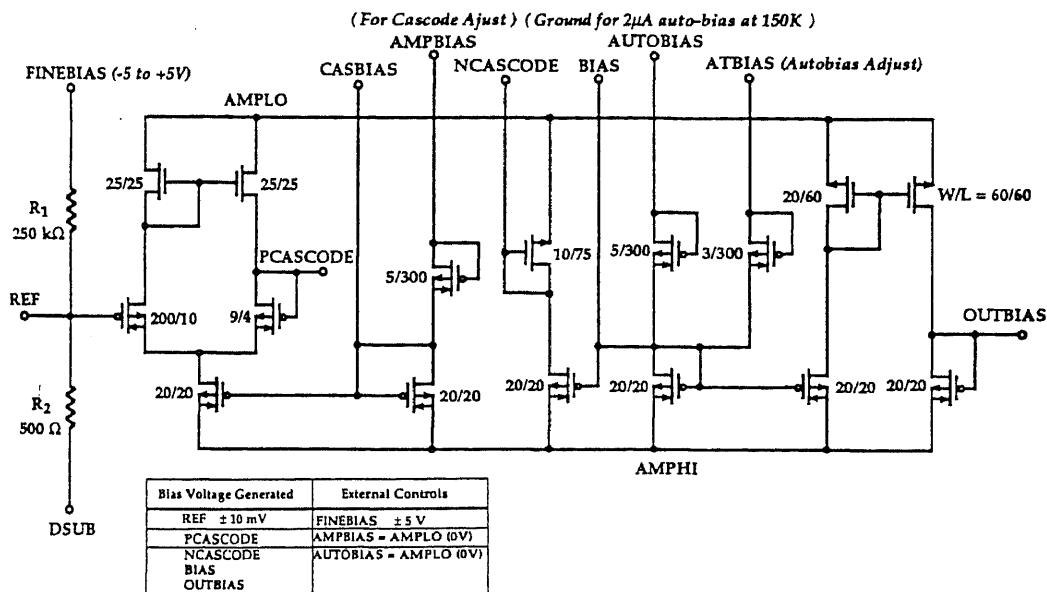 (For Cascode Ajust) (Ground for 2μA auto-bias at 150K)
AMPBIAS AUTOBIAS
FINEBIAS (-5 to +5V) CASBIAS NCASCODE BIAS ATBIAS (Autobias Adjust)
AMPLO
25/25 25/25 20/60 W/L = 60/60
R1
250 kΩ
PCASCODE 5/300 10/75 5/300 3/300
REF 200/10 9/4 OUTBIAS
20/20 20/20 20/20 20/20 20/20 20/20
R2
500 Ω
AMPHI
DSUB
Bias Voltage Generated External Controls
REF ±10 mV FINEBIAS ±5 V
PCASCODE AMPBIAS = AMPLO (0V)
NCASCODE AUTOBIAS = AMPLO (0V)
BIAS
OUTBIAS